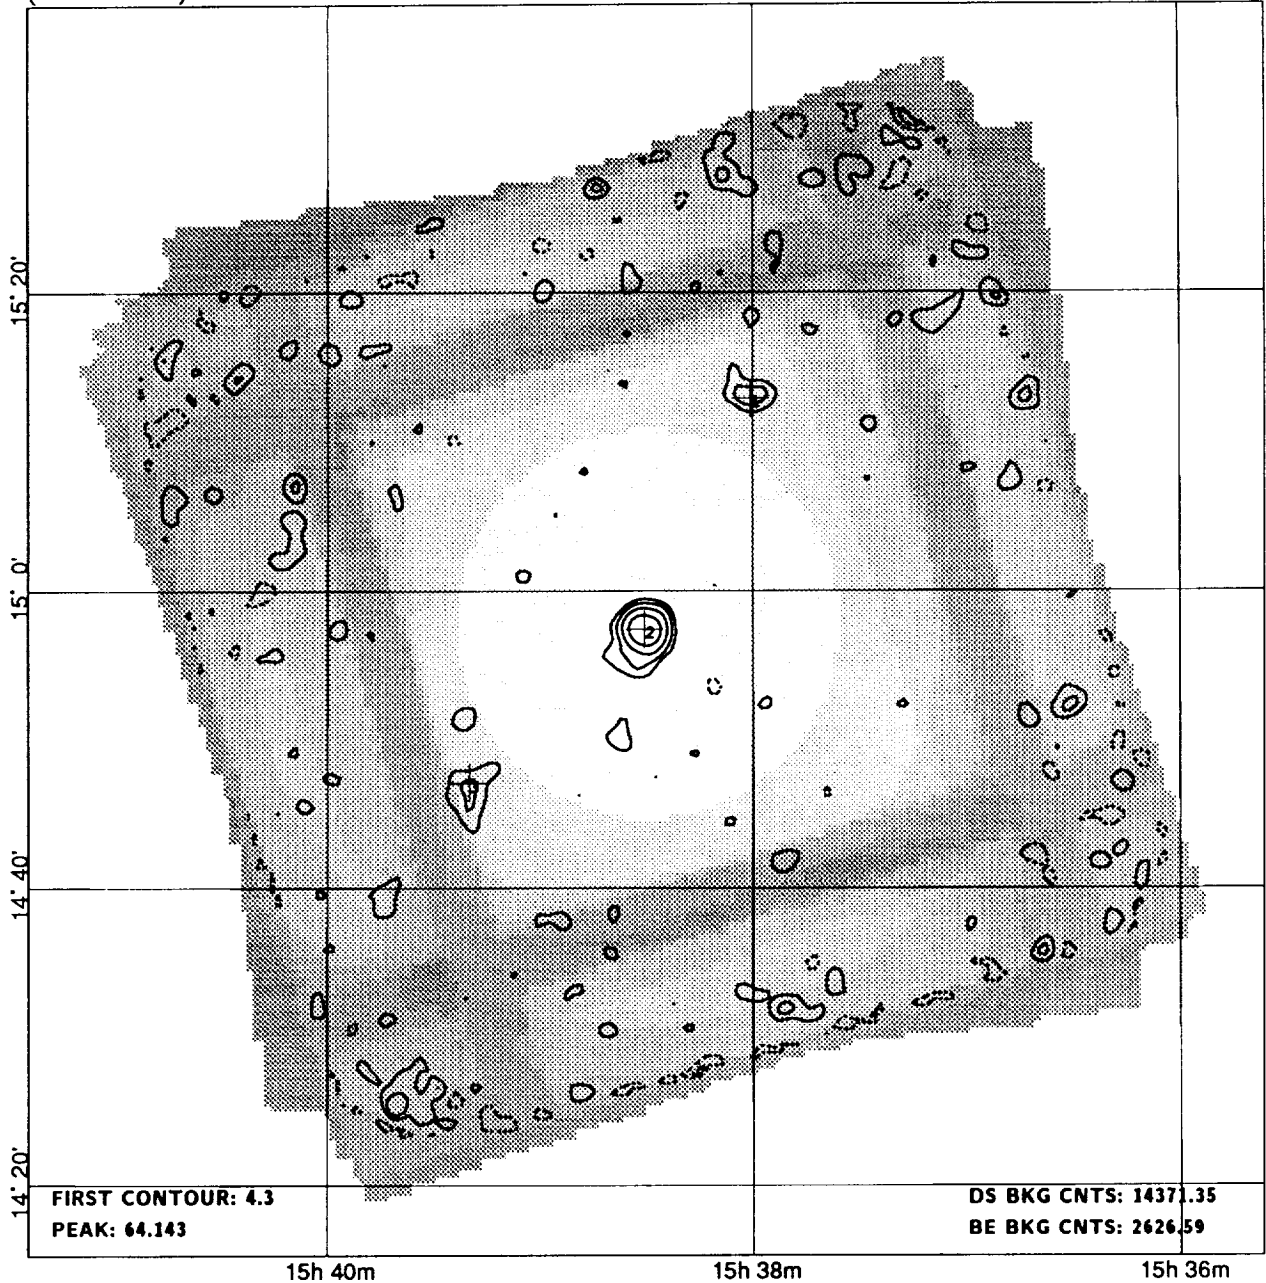 15° 20'
15° 0'
2
14° 40'
14° 20'
FIRST CONTOUR: 4.3
PEAK: 64.143
DS BKG CNTS: 14371.35
BE BKG CNTS: 2626.59
15h 40m
15h 38m
15h 36m